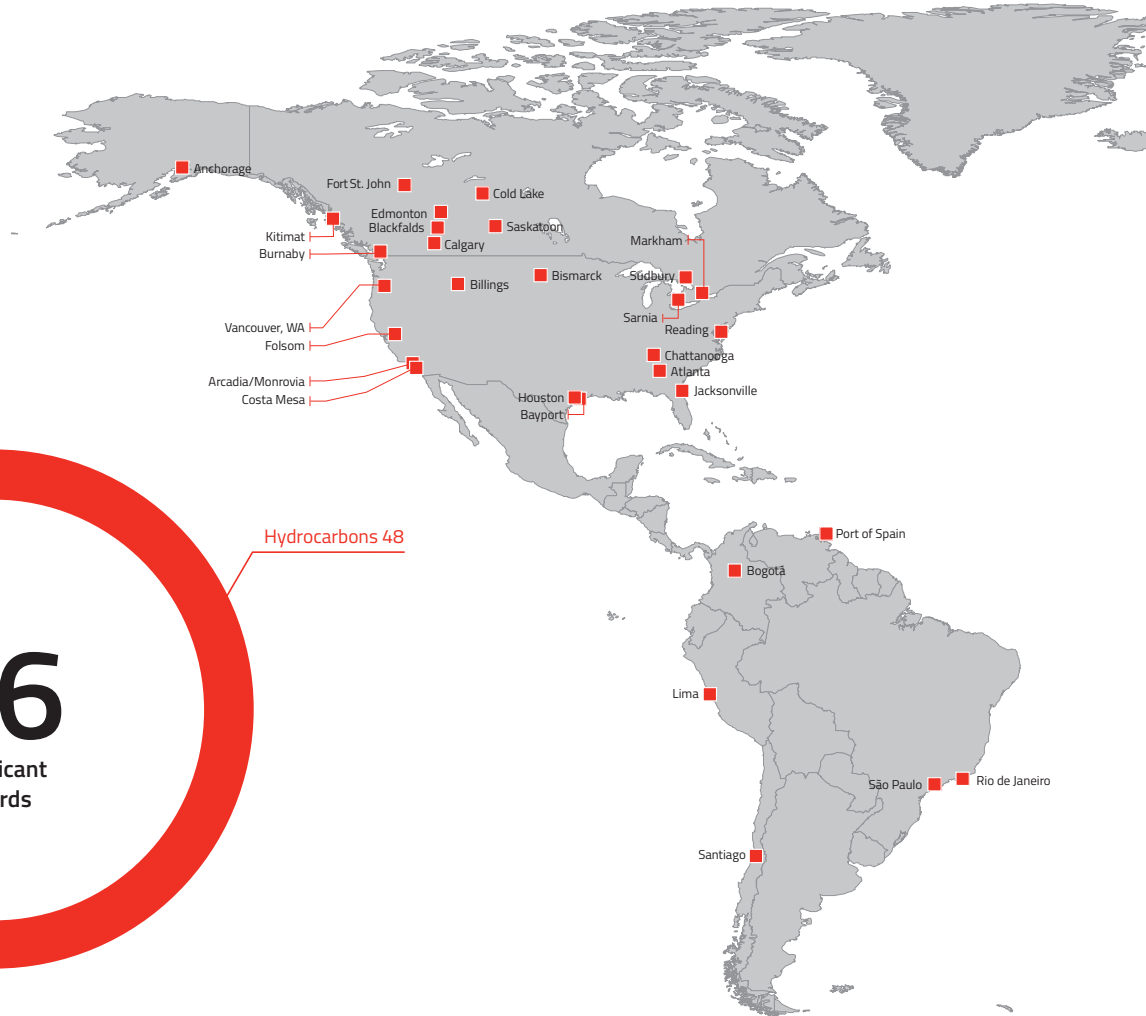 Anchorage
Fort St. John
Cold Lake
Edmonton
Blackfalds
Saskatoon
Calgary
Kitimat
Burnaby
Markham
Sudbury
Bismarck
Billings
Sarnia
Vancouver, WA
Reading
Folsom
Chattanooga
Atlanta
Arcadia/Monrovia
Jacksonville
Costa Mesa
Houston
Bayport
Hydrocarbons 48
Port of Spain
Bogotá
6
icant
rds
Lima
São Paulo
Rio de Janeiro
Santiago